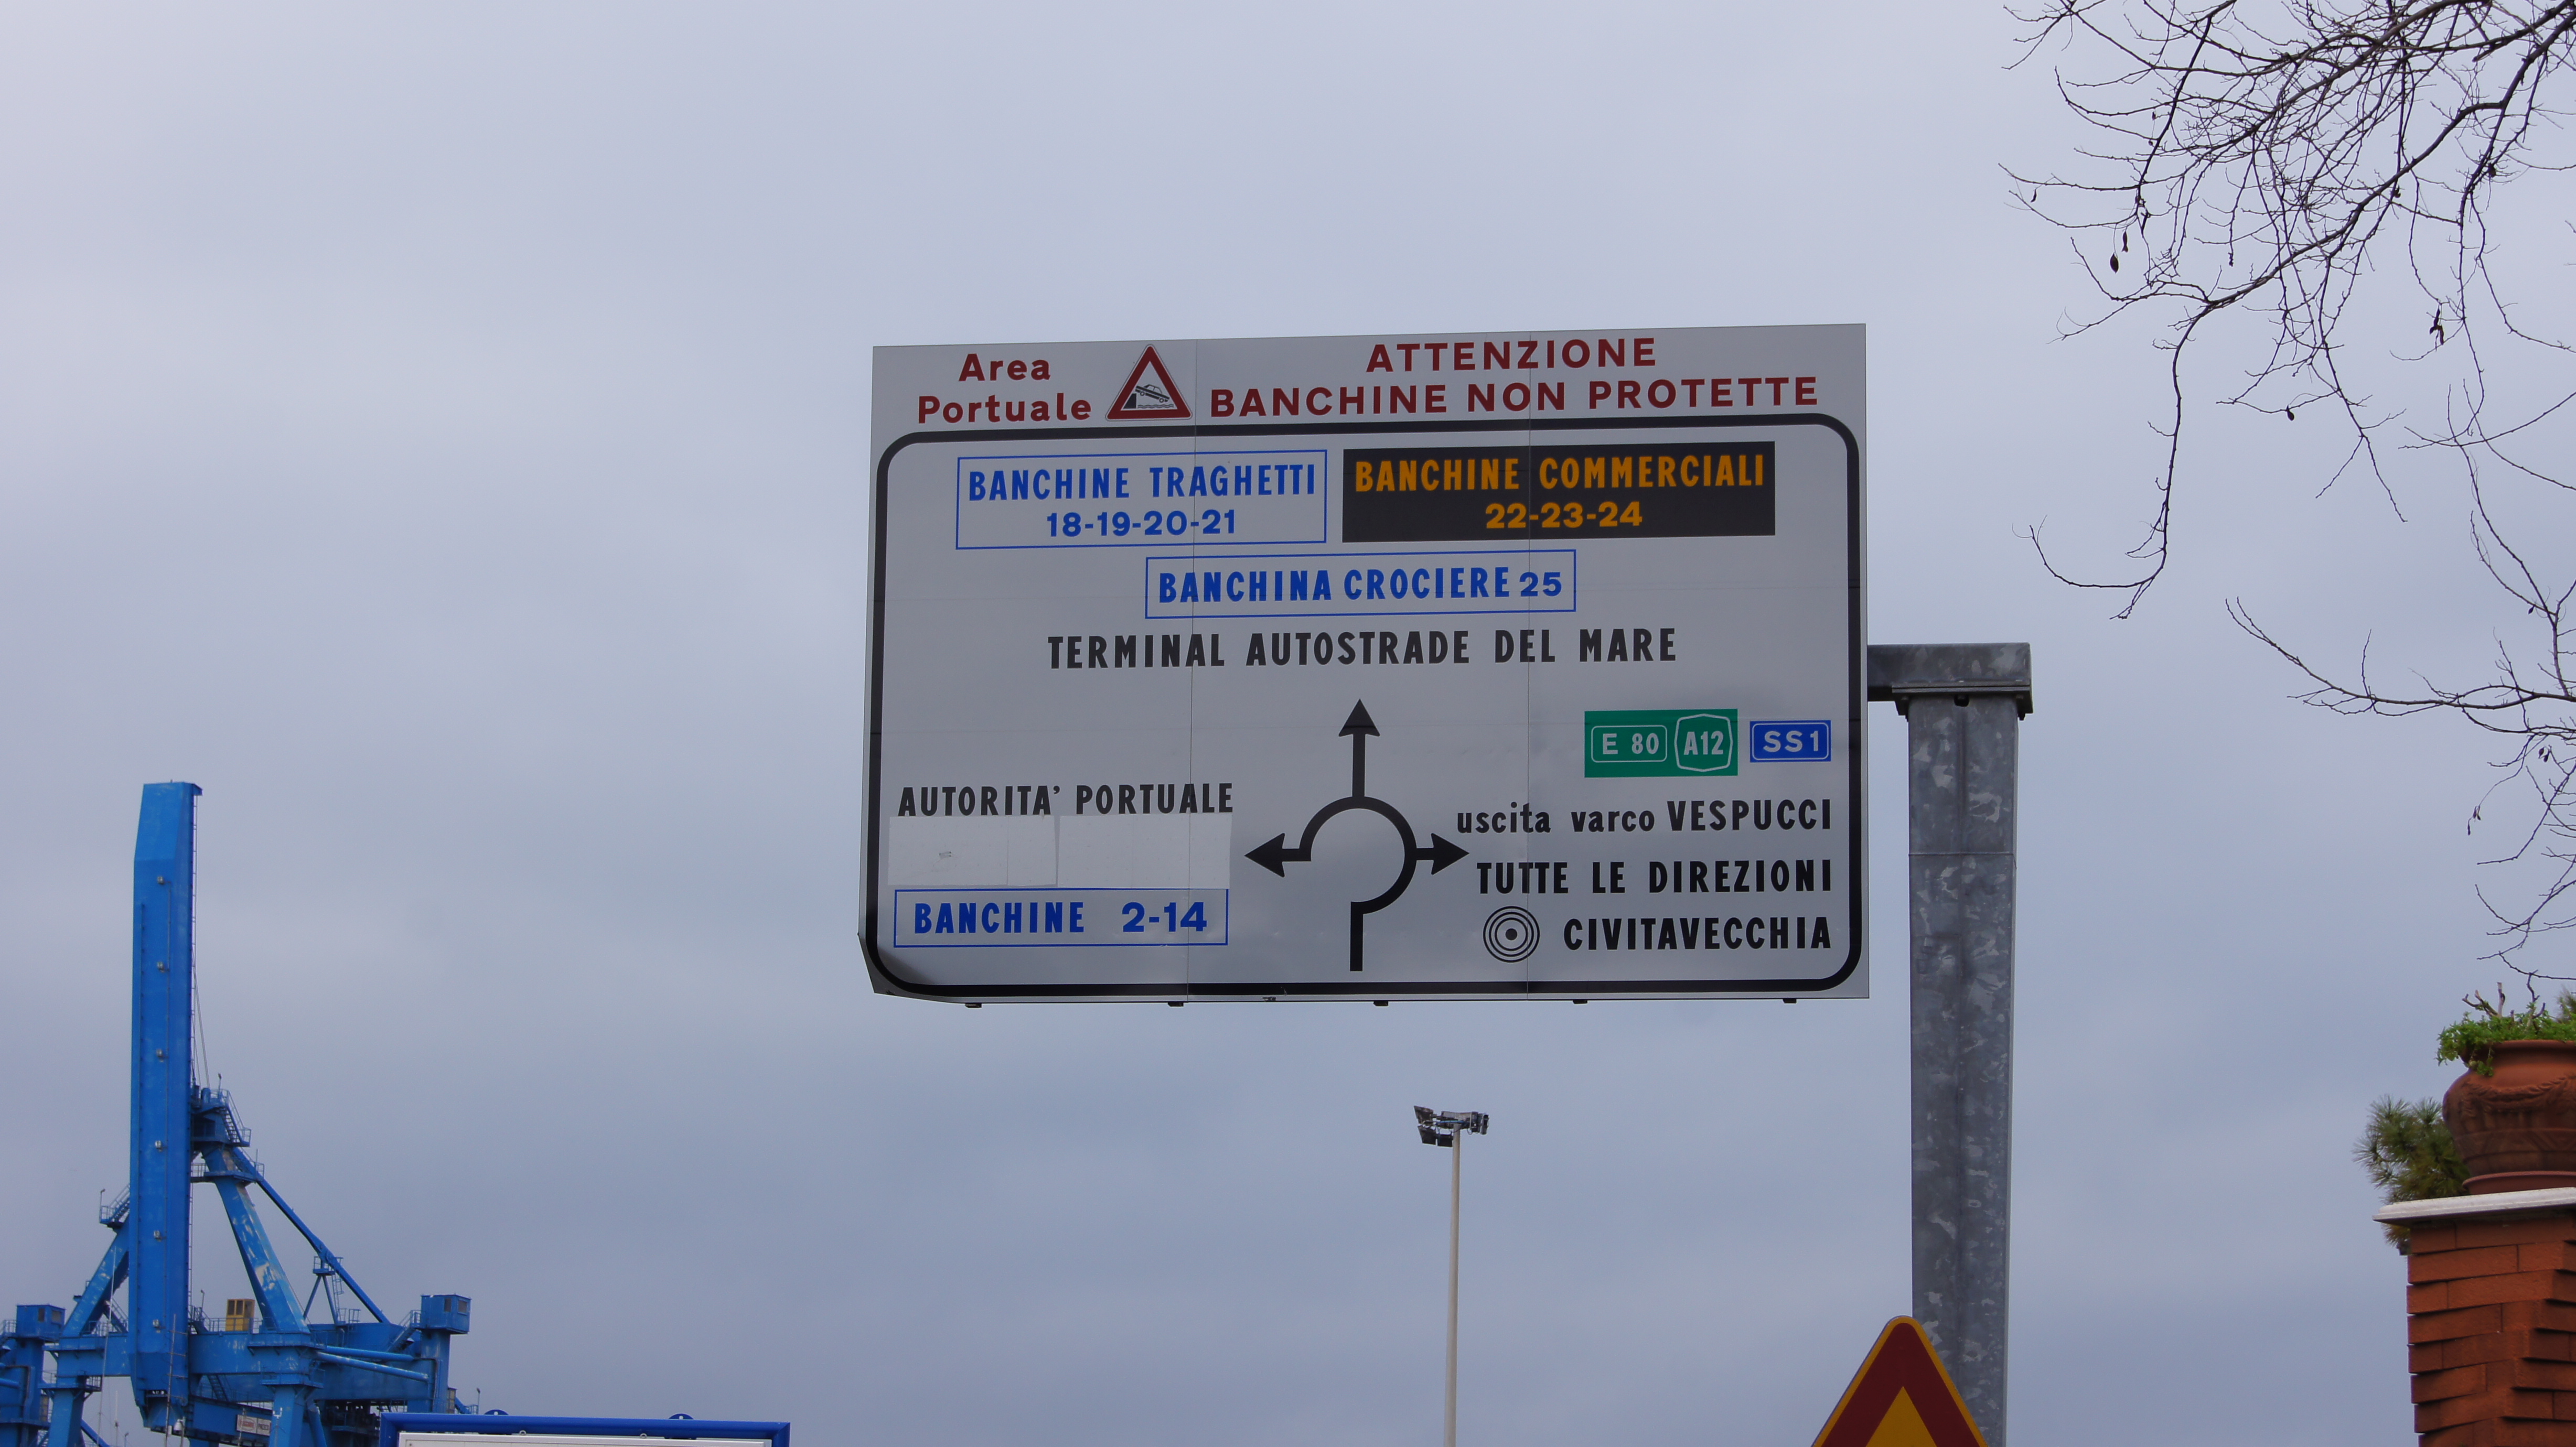 Area
Portuale
ATTENZIONE
BANCHINE NON PROTETTE
BANCHINE TRAGHETTI
18-19-20-21
BANCHINE COMMERCIALI
22-23-24
BANCHINA CROCIERE 25
TERMINAL AUTOSTRADE DEL MARE
E 80 A12 SS1
AUTORITA' PORTUALE
BANCHINE 2-14
uscita varco VESPUCCI
TUTTE LE DIREZIONI
CIVITAVECCHIA